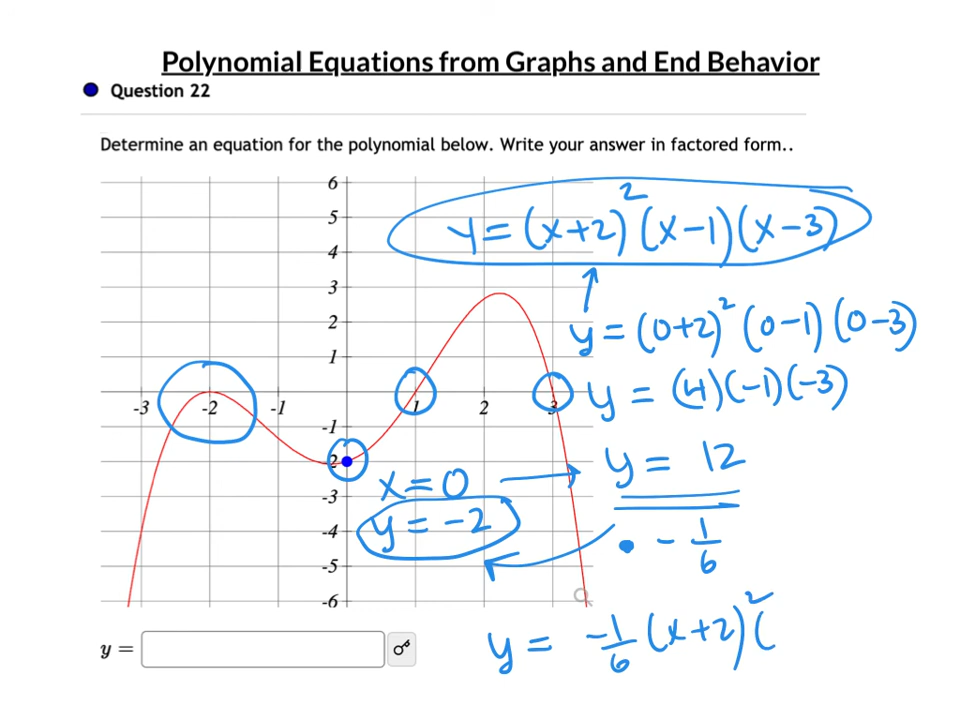 Polynomial Equations from Graphs and End Behavior
Question 22
Determine an equation for the polynomial below. Write your answer in factored form..
6
5
4
3
2
1
-3 -2 -1 1 2 3
-1
-2
-3
-4
-5
-6
y = (x+2)²(x-1)(x-3)
y = (0+2)²(0-1)(0-3)
y = (4)(-1)(-3)
x = 0
y = 12
y = -2
• - 1/6
y = -1/6 (x+2)²(
y =